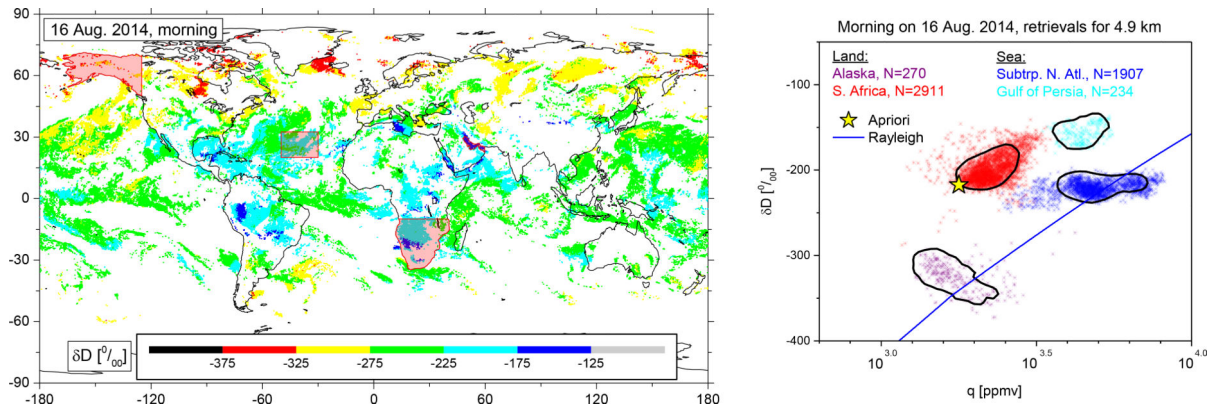 16 Aug. 2014, morning
90
60
30
0
-30
-60
-90
δD [⁰/₀₀]
-375 -325 -275 -225 -175 -125
-180 -120 -60 0 60 120 180
Morning on 16 Aug. 2014, retrievals for 4.9 km
Land: Sea:
Alaska, N=270 Subtrp. N. Atl., N=1907
S. Africa, N=2911 Gulf of Persia, N=234
Apriori
Rayleigh
-100
-200
-300
-400
δD [⁰/₀₀]
10^3.0 10^3.5 10^4.0
q [ppmv]